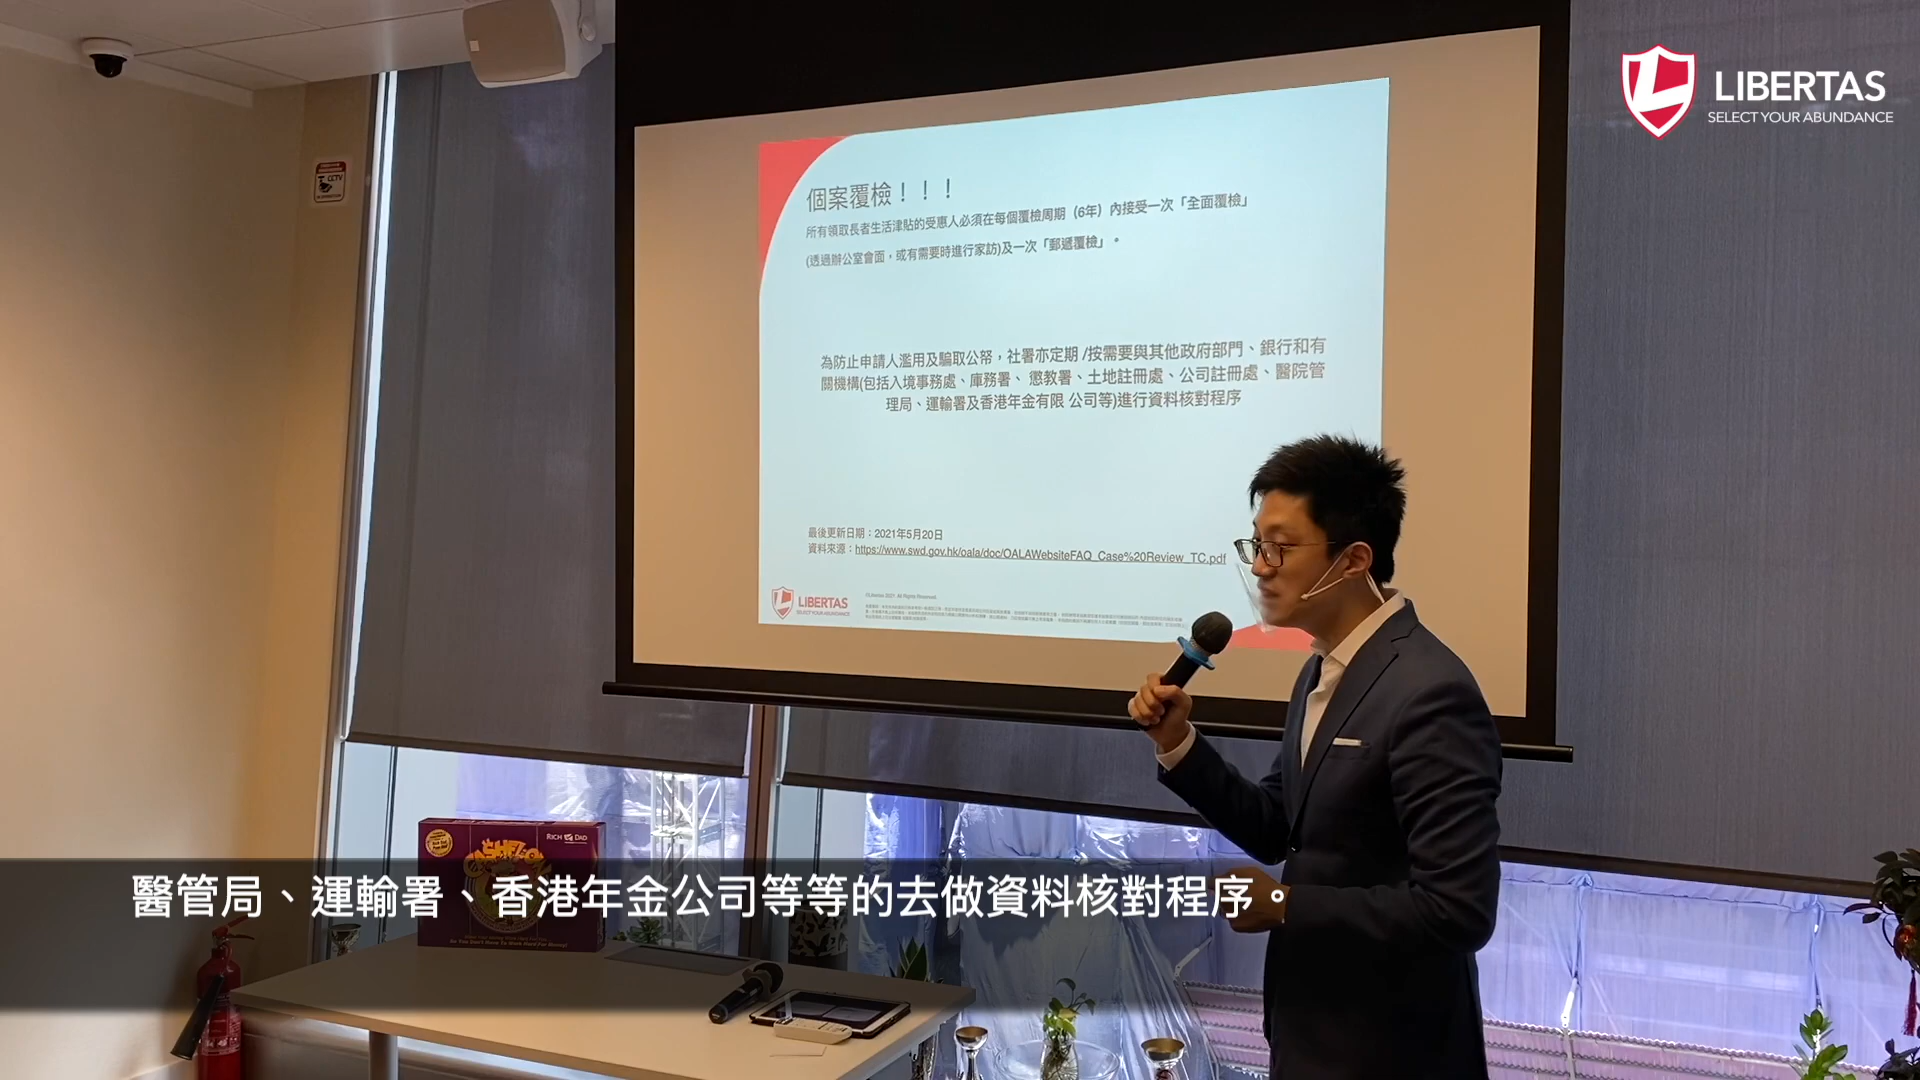 LIBERTAS
SELECT YOUR ABUNDANCE
CCTV
個案覆檢！！！
所有領取長者生活津貼的受惠人必須在每個覆檢周期（6年）內接受一次「全面覆檢」
(透過辦公室會面，或有需要時進行家訪)及一次「郵遞覆檢」。
為防止申請人濫用及騙取公帑，社署亦定期 /按需要與其他政府部門、銀行和有
關機構(包括入境事務處、庫務署、 懲教署、土地註冊處、公司註冊處、醫院管
理局、運輸署及香港年金有限 公司等)進行資料核對程序
最後更新日期：2021年5月20日
資料來源：https://www.swd.gov.hk/oala/doc/OALAWebsiteFAQ_Case%20Review_TC.pdf
LIBERTAS
SELECT YOUR ABUNDANCE
RICH DAD
CASHFLOW
醫管局、運輸署、香港年金公司等等的去做資料核對程序。